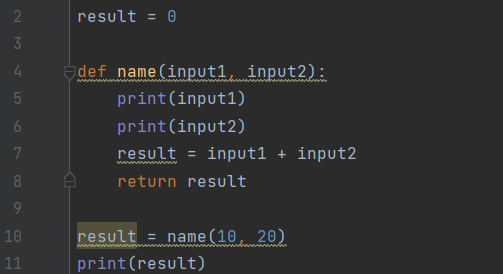 2 result = 0
3
4 def name(input1, input2):
5     print(input1)
6     print(input2)
7     result = input1 + input2
8     return result
9
10 result = name(10, 20)
11 print(result)